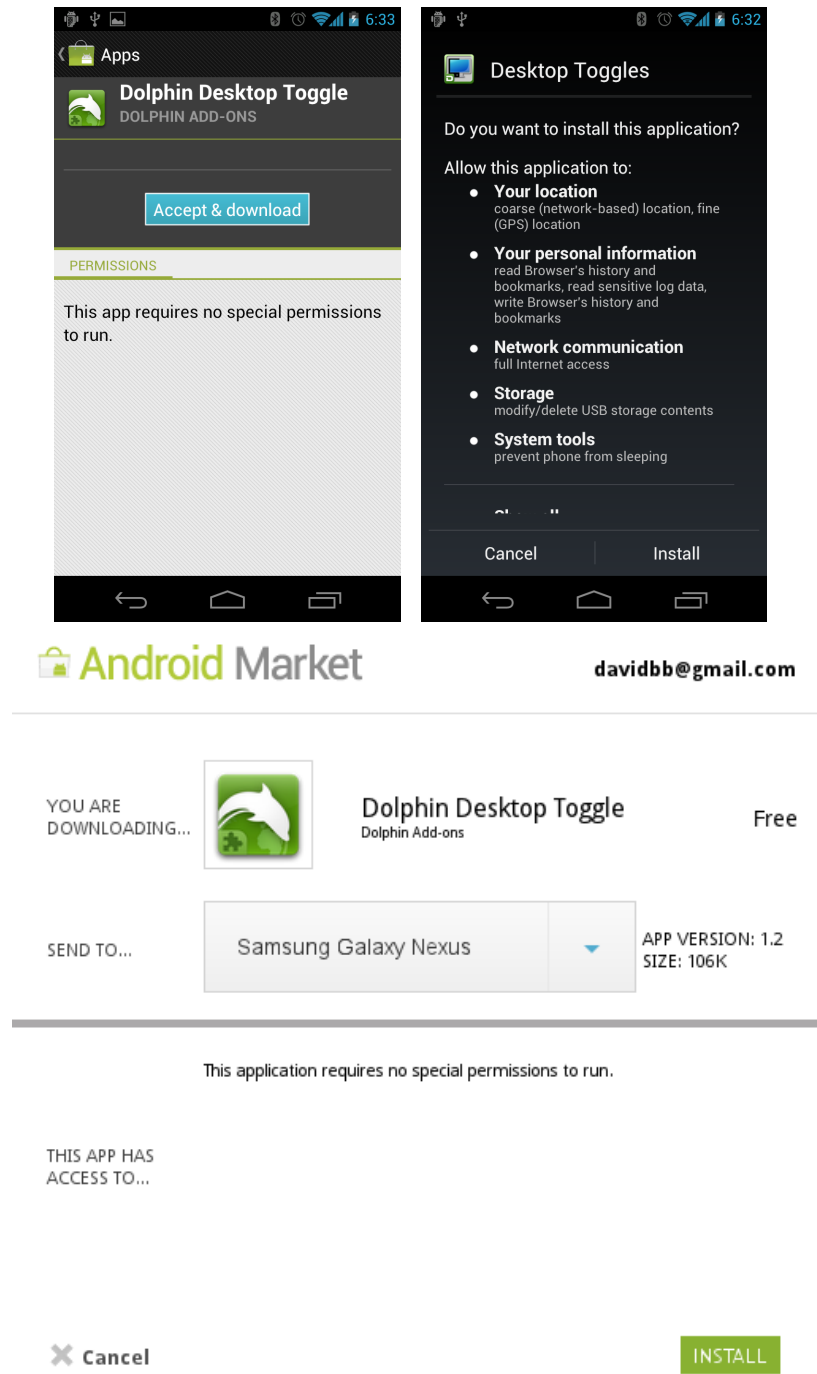 6:33
Apps
Dolphin Desktop Toggle
DOLPHIN ADD-ONS
Accept & download
PERMISSIONS
This app requires no special permissions
to run.
6:32
Desktop Toggles
Do you want to install this application?
Allow this application to:
● Your location
coarse (network-based) location, fine
(GPS) location
● Your personal information
read Browser's history and
bookmarks, read sensitive log data,
write Browser's history and
bookmarks
● Network communication
full Internet access
● Storage
modify/delete USB storage contents
● System tools
prevent phone from sleeping
Cancel
Install
Android Market
davidbb@gmail.com
YOU ARE
DOWNLOADING...
Dolphin Desktop Toggle
Dolphin Add-ons
Free
SEND TO...
Samsung Galaxy Nexus
APP VERSION: 1.2
SIZE: 106K
This application requires no special permissions to run.
THIS APP HAS
ACCESS TO...
Cancel
INSTALL